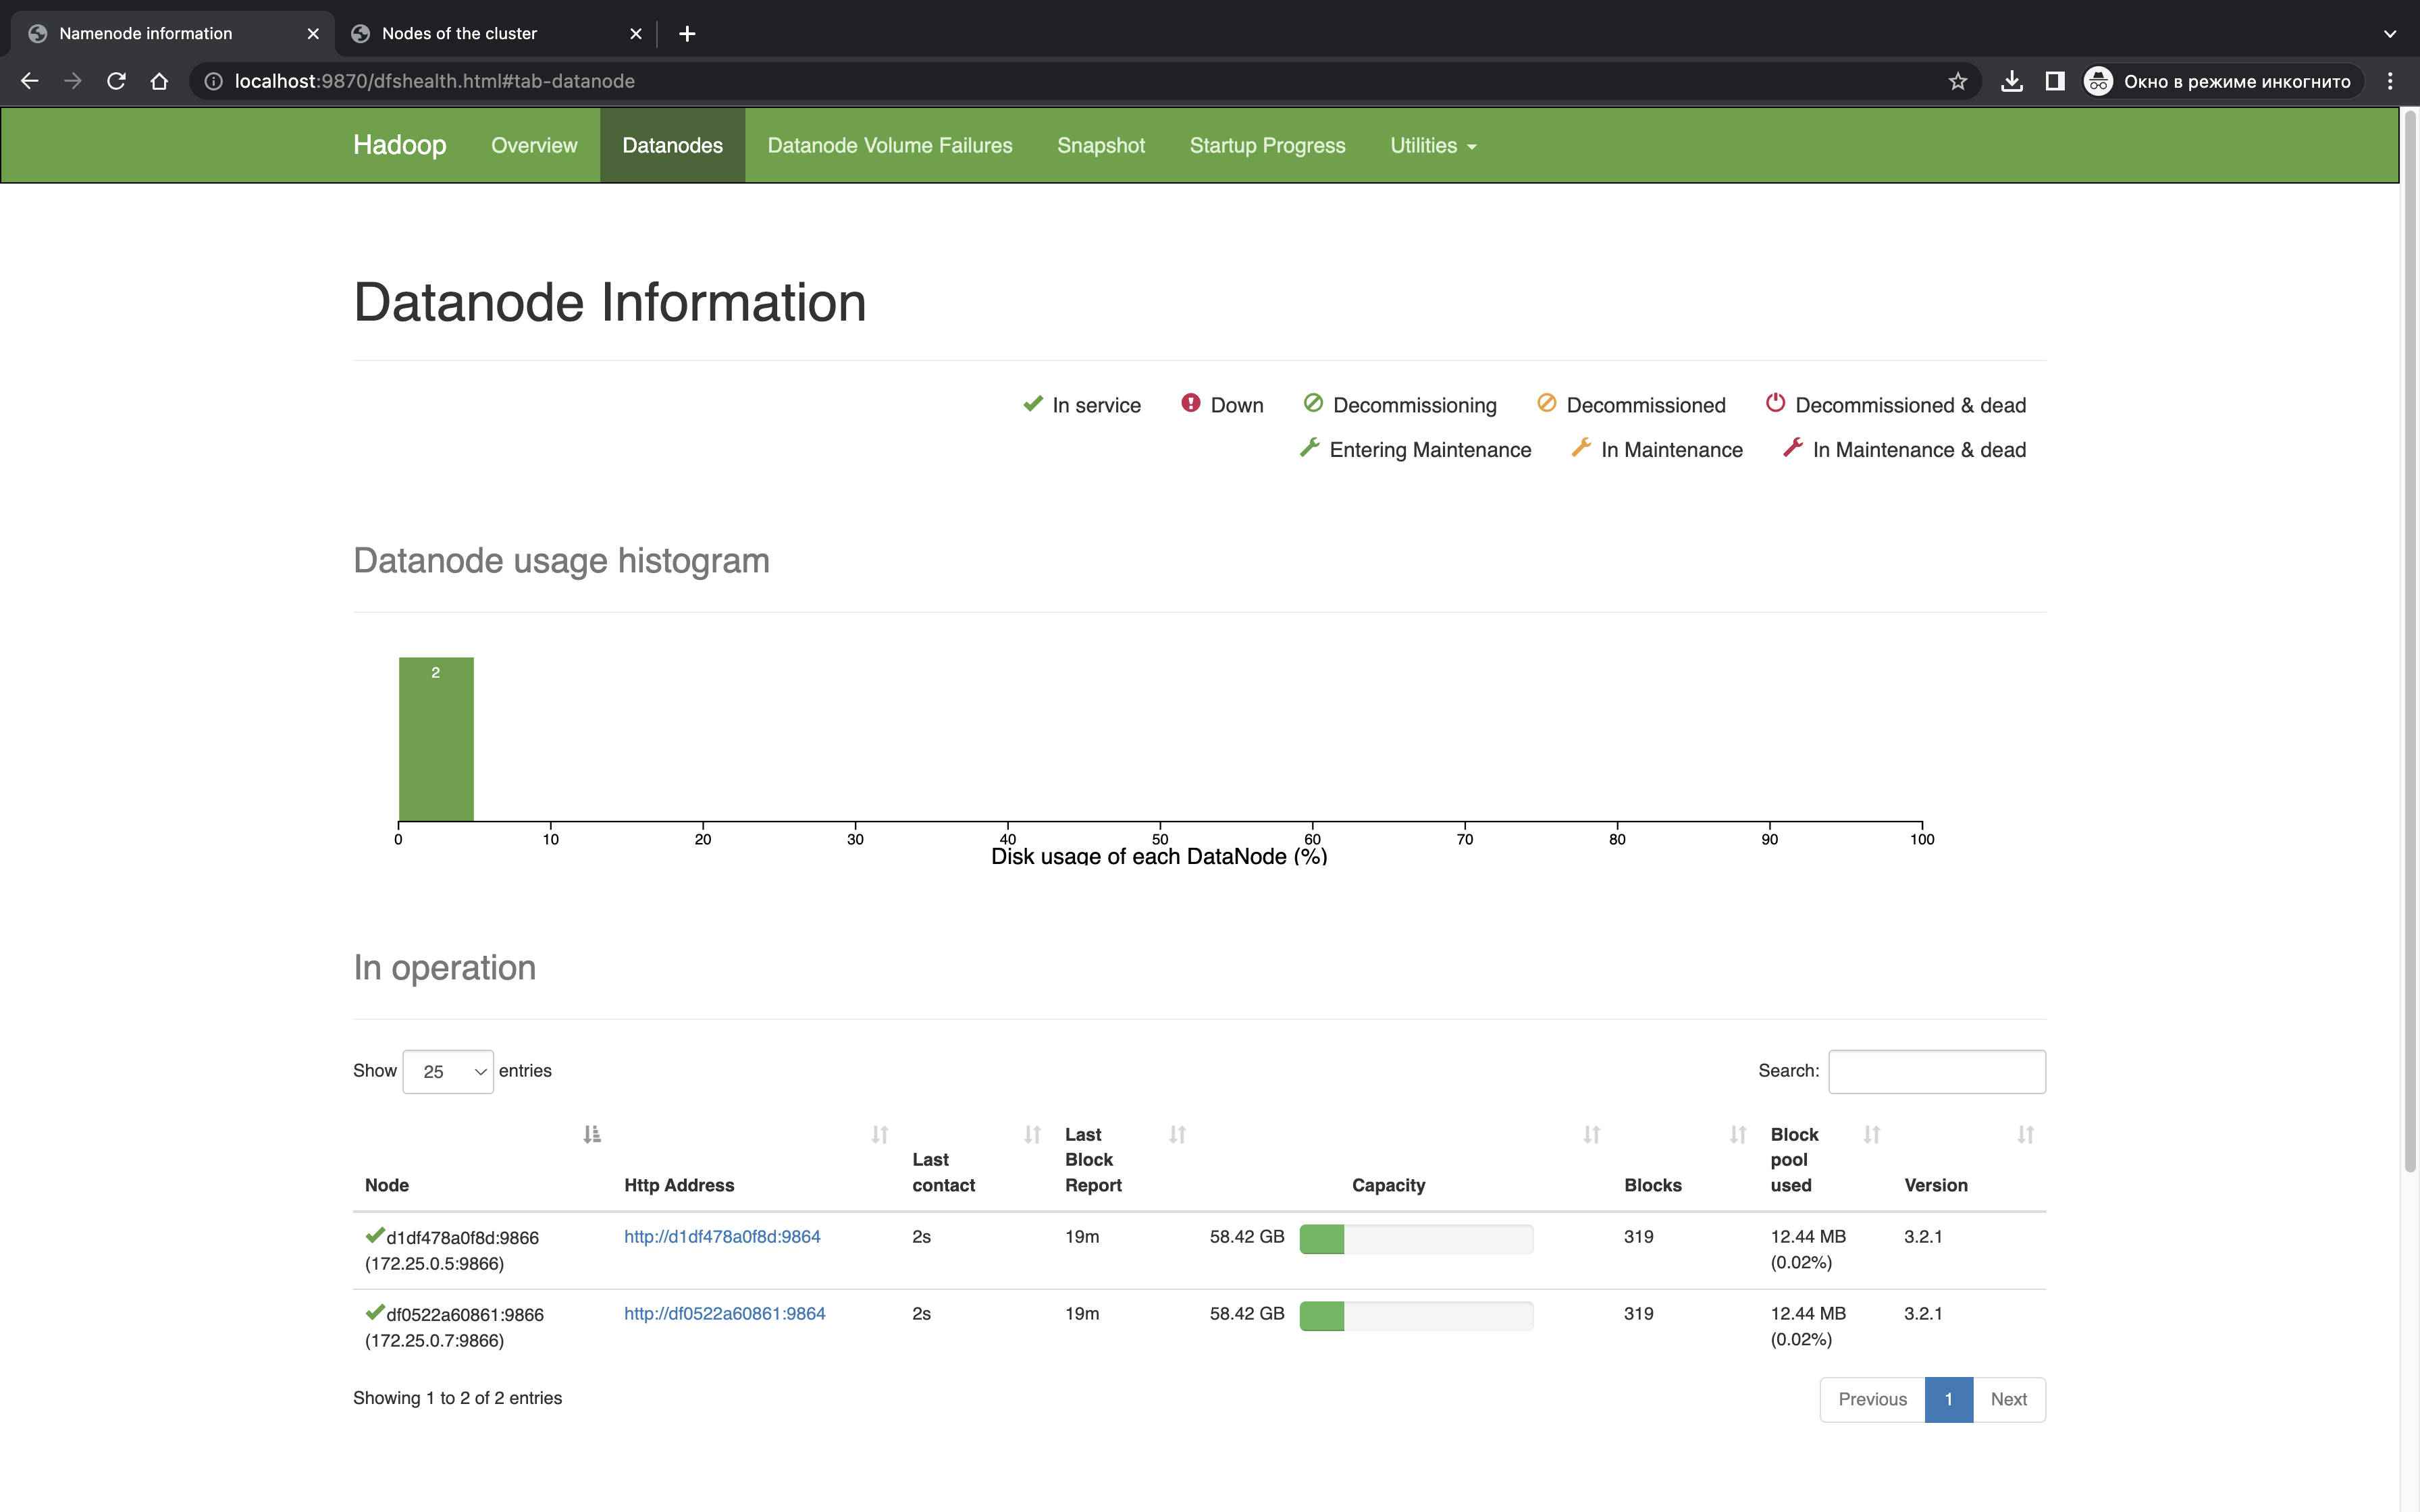 Namenode information
Nodes of the cluster
localhost:9870/dfshealth.html#tab-datanode
Окно в режиме инкогнито
Hadoop Overview Datanodes Datanode Volume Failures Snapshot Startup Progress Utilities
Datanode Information
In service Down Decommissioning Decommissioned Decommissioned & dead
Entering Maintenance In Maintenance In Maintenance & dead
Datanode usage histogram
2
0 10 20 30 40 50 60 70 80 90 100
Disk usage of each DataNode (%)
In operation
Show 25 entries
Search:
Node Http Address Last contact Last Block Report Capacity Blocks Block pool used Version
d1df478a0f8d:9866 http://d1df478a0f8d:9864 2s 19m 58.42 GB 319 12.44 MB 3.2.1
(172.25.0.5:9866) (0.02%)
df0522a60861:9866 http://df0522a60861:9864 2s 19m 58.42 GB 319 12.44 MB 3.2.1
(172.25.0.7:9866) (0.02%)
Showing 1 to 2 of 2 entries
Previous 1 Next